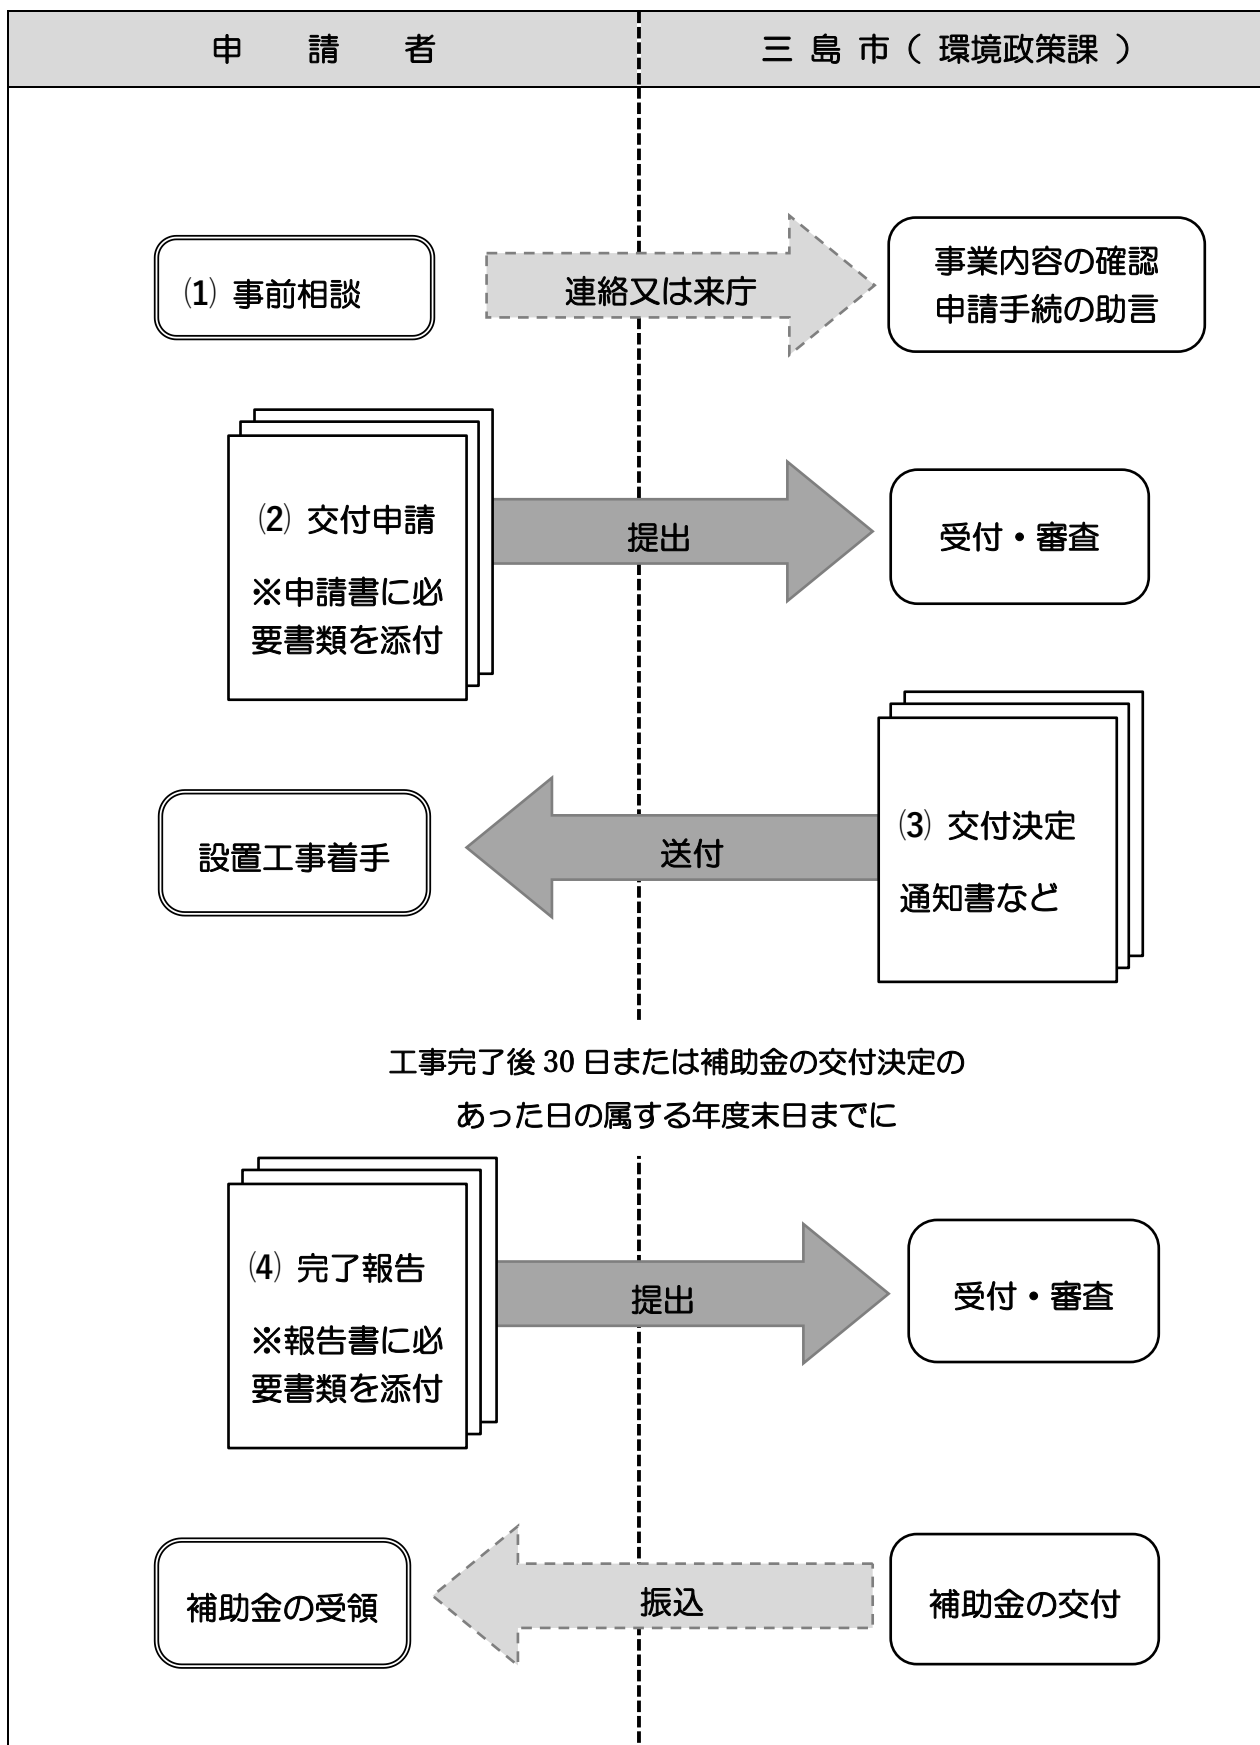 申請者
三島市（環境政策課）
⑴ 事前相談
連絡又は来庁
事業内容の確認
申請手続の助言
⑵ 交付申請
※申請書に必
要書類を添付
提出
受付・審査
設置工事着手
送付
⑶ 交付決定
通知書など
工事完了後 30 日または補助金の交付決定の
あった日の属する年度末日までに
⑷ 完了報告
※報告書に必
要書類を添付
提出
受付・審査
補助金の受領
振込
補助金の交付